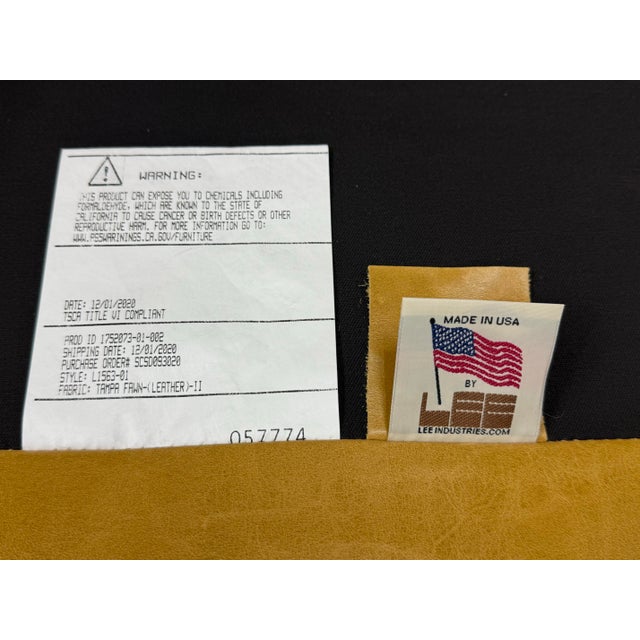 WARNING:
THIS PRODUCT CAN EXPOSE YOU TO CHEMICALS INCLUDING
FORMALDEHYDE, WHICH ARE KNOWN TO THE STATE OF
CALIFORNIA TO CAUSE CANCER OR BIRTH DEFECTS OR OTHER
REPRODUCTIVE HARM. FOR MORE INFORMATION GO TO:
WWW.P65WARININGS.CA.GOV/FURNITURE
DATE: 12/01/2020
TSCA TITLE VI COMPLIANT
PROD ID 1752073-01-002
SHIPPING DATE: 12/01/2020
PURCHASE ORDER# SCSD093020
STYLE: L1563-01
FABRIC: TAMPA FAWN-(LEATHER)-II
057774
MADE IN USA
BY
LEE
LEEINDUSTRIES.COM